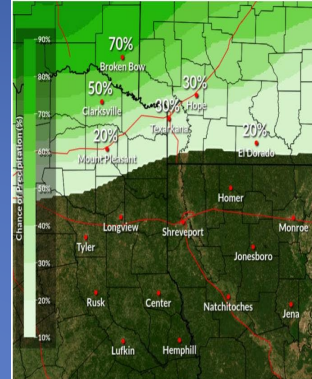 Chance of Precipitation (%)
90%
80%
70%
60%
50%
40%
30%
20%
10%
70%
Broken Bow
50%
Clarksville
30%
Hope
30%
Texarkana
20%
Mount Pleasant
20%
El Dorado
Homer
Longview
Shreveport
Monroe
Tyler
Jonesboro
Rusk
Center
Natchitoches
Jena
Lufkin
Hemphill